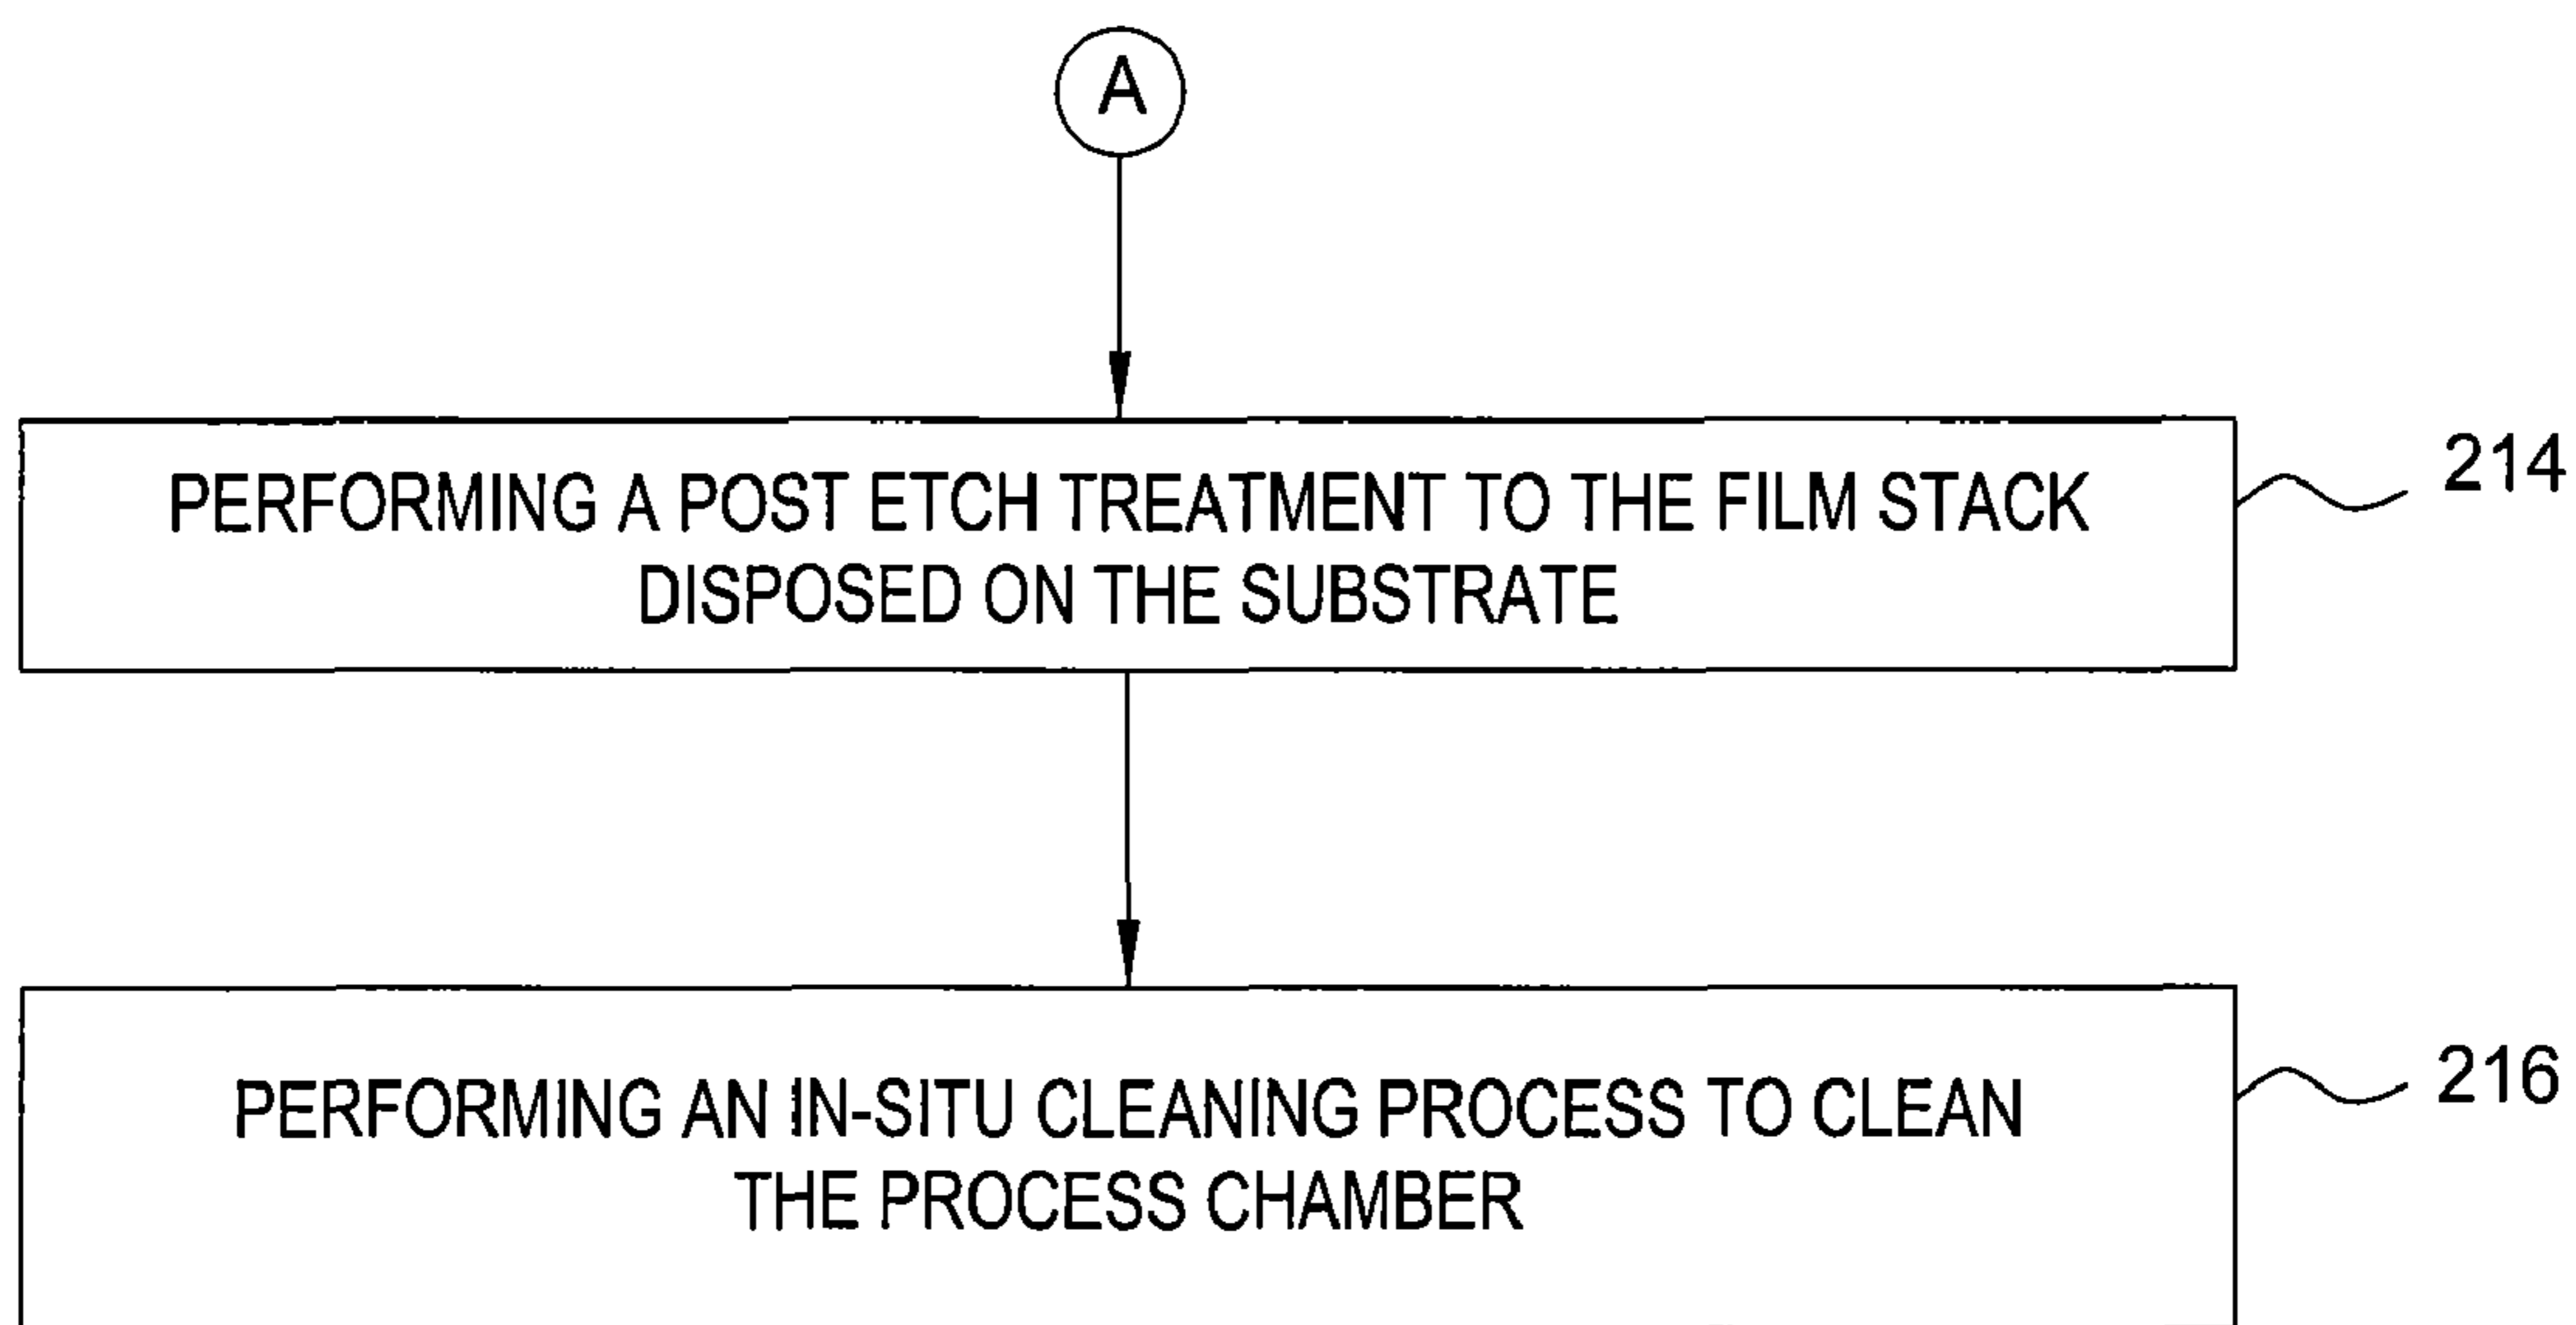 A
PERFORMING A POST ETCH TREATMENT TO THE FILM STACK
DISPOSED ON THE SUBSTRATE
214
PERFORMING AN IN-SITU CLEANING PROCESS TO CLEAN
THE PROCESS CHAMBER
216